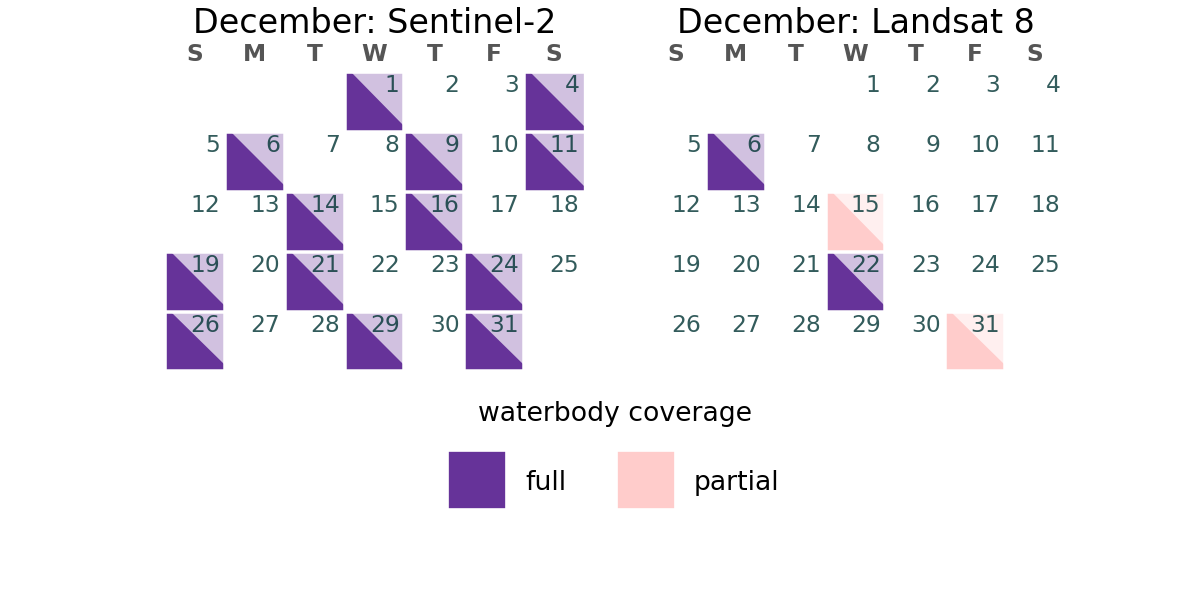 December: Sentinel-2
S M T W T F S
1 2 3 4
5 6 7 8 9 10 11
12 13 14 15 16 17 18
19 20 21 22 23 24 25
26 27 28 29 30 31
December: Landsat 8
S M T W T F S
1 2 3 4
5 6 7 8 9 10 11
12 13 14 15 16 17 18
19 20 21 22 23 24 25
26 27 28 29 30 31
waterbody coverage
full partial